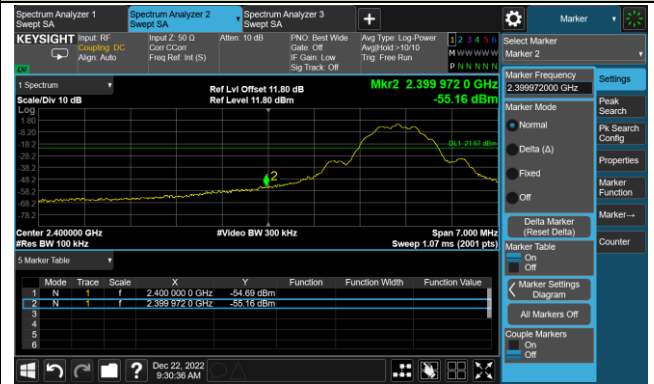 Spectrum Analyzer 1
Swept SA
Spectrum Analyzer 2
Swept SA
Spectrum Analyzer 3
Swept SA
+
Marker
KEYSIGHT
Input: RF
Coupling: DC
Align: Auto
Input Z: 50 Ω
Corr CCorr
Freq Ref: Int (S)
Atten: 10 dB
PNO: Best Wide
Gate: Off
IF Gain: Low
Sig Track: Off
Avg Type: Log-Power
Avg|Hold:>10/10
Trig: Free Run
1 2 3 4 5 6
M W W W W W
P N N N N N
LXI
Select Marker
Marker 2
1 Spectrum
Scale/Div 10 dB
Log
Ref Lvl Offset 11.80 dB
Ref Level 11.80 dBm
Mkr2 2.399 972 0 GHz
-55.16 dBm
1.80
-8.20
-18.2
-28.2
-38.2
-48.2
-58.2
-68.2
-78.2
DL1 -21.67 dBm
2
Center 2.400000 GHz
#Res BW 100 kHz
#Video BW 300 kHz
Span 7.000 MHz
Sweep 1.07 ms (2001 pts)
5 Marker Table
Mode Trace Scale X Y Function Function Width Function Value
1 N 1 f 2.400 000 0 GHz -54.69 dBm
2 N 1 f 2.399 972 0 GHz -55.16 dBm
3
4
5
6
Marker Frequency
2.399972000 GHz
Marker Mode
Normal
Delta (Δ)
Fixed
Off
Delta Marker
(Reset Delta)
Marker Table
On
Off
Marker Settings
Diagram
All Markers Off
Couple Markers
On
Off
Settings
Peak
Search
Pk Search
Config
Properties
Marker
Function
Marker→
Counter
?
Dec 22, 2022
9:30:36 AM